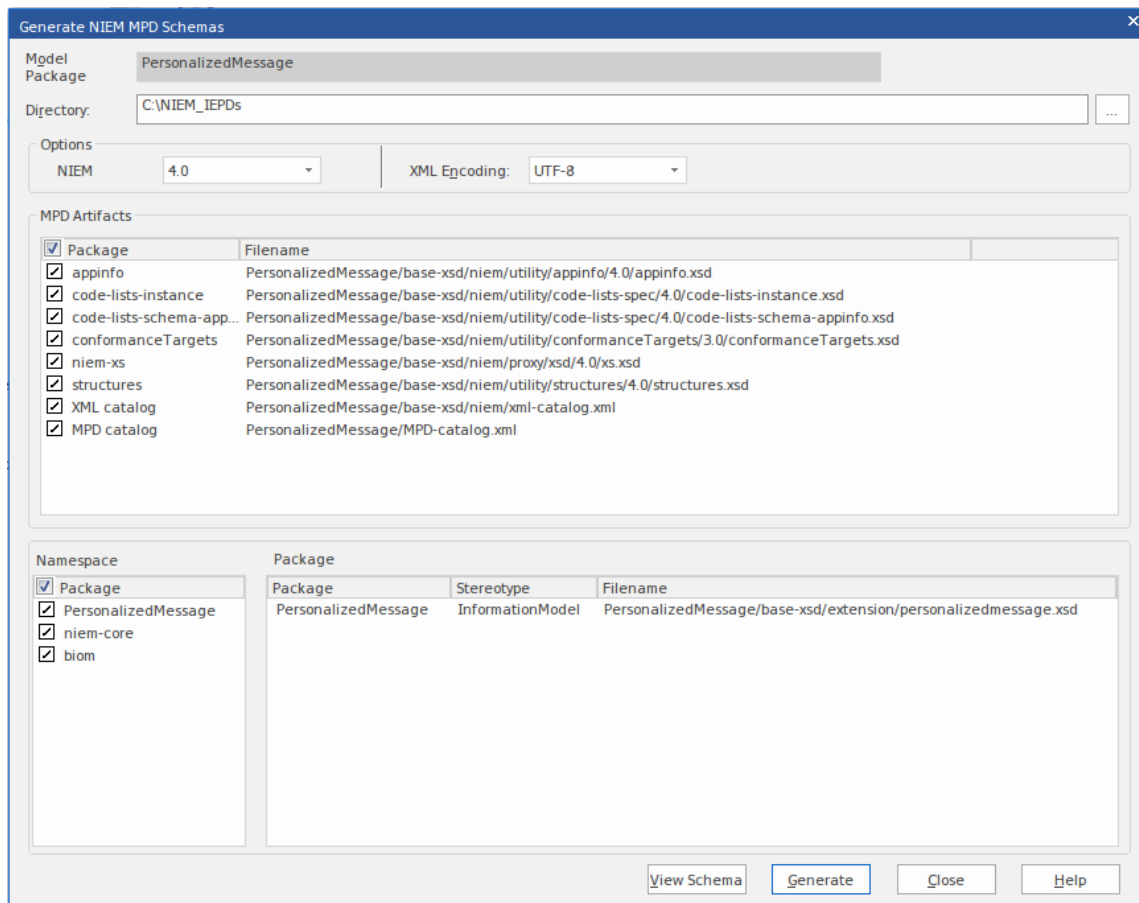 Generate NIEM MPD Schemas
Model Package
PersonalizedMessage
Directory:
C:\NIEM_IEPDs
...
Options
NIEM
4.0
XML Encoding:
UTF-8
MPD Artifacts
Package Filename
appinfo PersonalizedMessage/base-xsd/niem/utility/appinfo/4.0/appinfo.xsd
code-lists-instance PersonalizedMessage/base-xsd/niem/utility/code-lists-spec/4.0/code-lists-instance.xsd
code-lists-schema-app... PersonalizedMessage/base-xsd/niem/utility/code-lists-spec/4.0/code-lists-schema-appinfo.xsd
conformanceTargets PersonalizedMessage/base-xsd/niem/utility/conformanceTargets/3.0/conformanceTargets.xsd
niem-xs PersonalizedMessage/base-xsd/niem/proxy/xsd/4.0/xs.xsd
structures PersonalizedMessage/base-xsd/niem/utility/structures/4.0/structures.xsd
XML catalog PersonalizedMessage/base-xsd/niem/xml-catalog.xml
MPD catalog PersonalizedMessage/MPD-catalog.xml
Namespace
Package
PersonalizedMessage
niem-core
biom
Package
Package Stereotype Filename
PersonalizedMessage InformationModel PersonalizedMessage/base-xsd/extension/personalizedmessage.xsd
View Schema
Generate
Close
Help